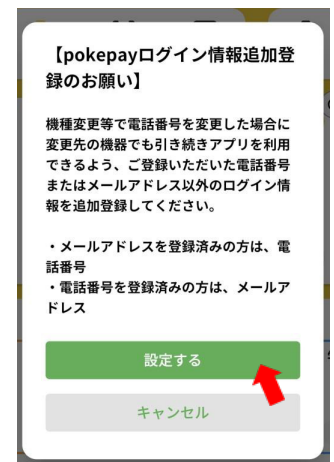 【pokepayログイン情報追加登
録のお願い】
機種変更等で電話番号を変更した場合に
変更先の機器でも引き続きアプリを利用
できるよう、ご登録いただいた電話番号
またはメールアドレス以外のログイン情
報を追加登録してください。
・メールアドレスを登録済みの方は、電
話番号
・電話番号を登録済みの方は、メールア
ドレス
設定する
キャンセル